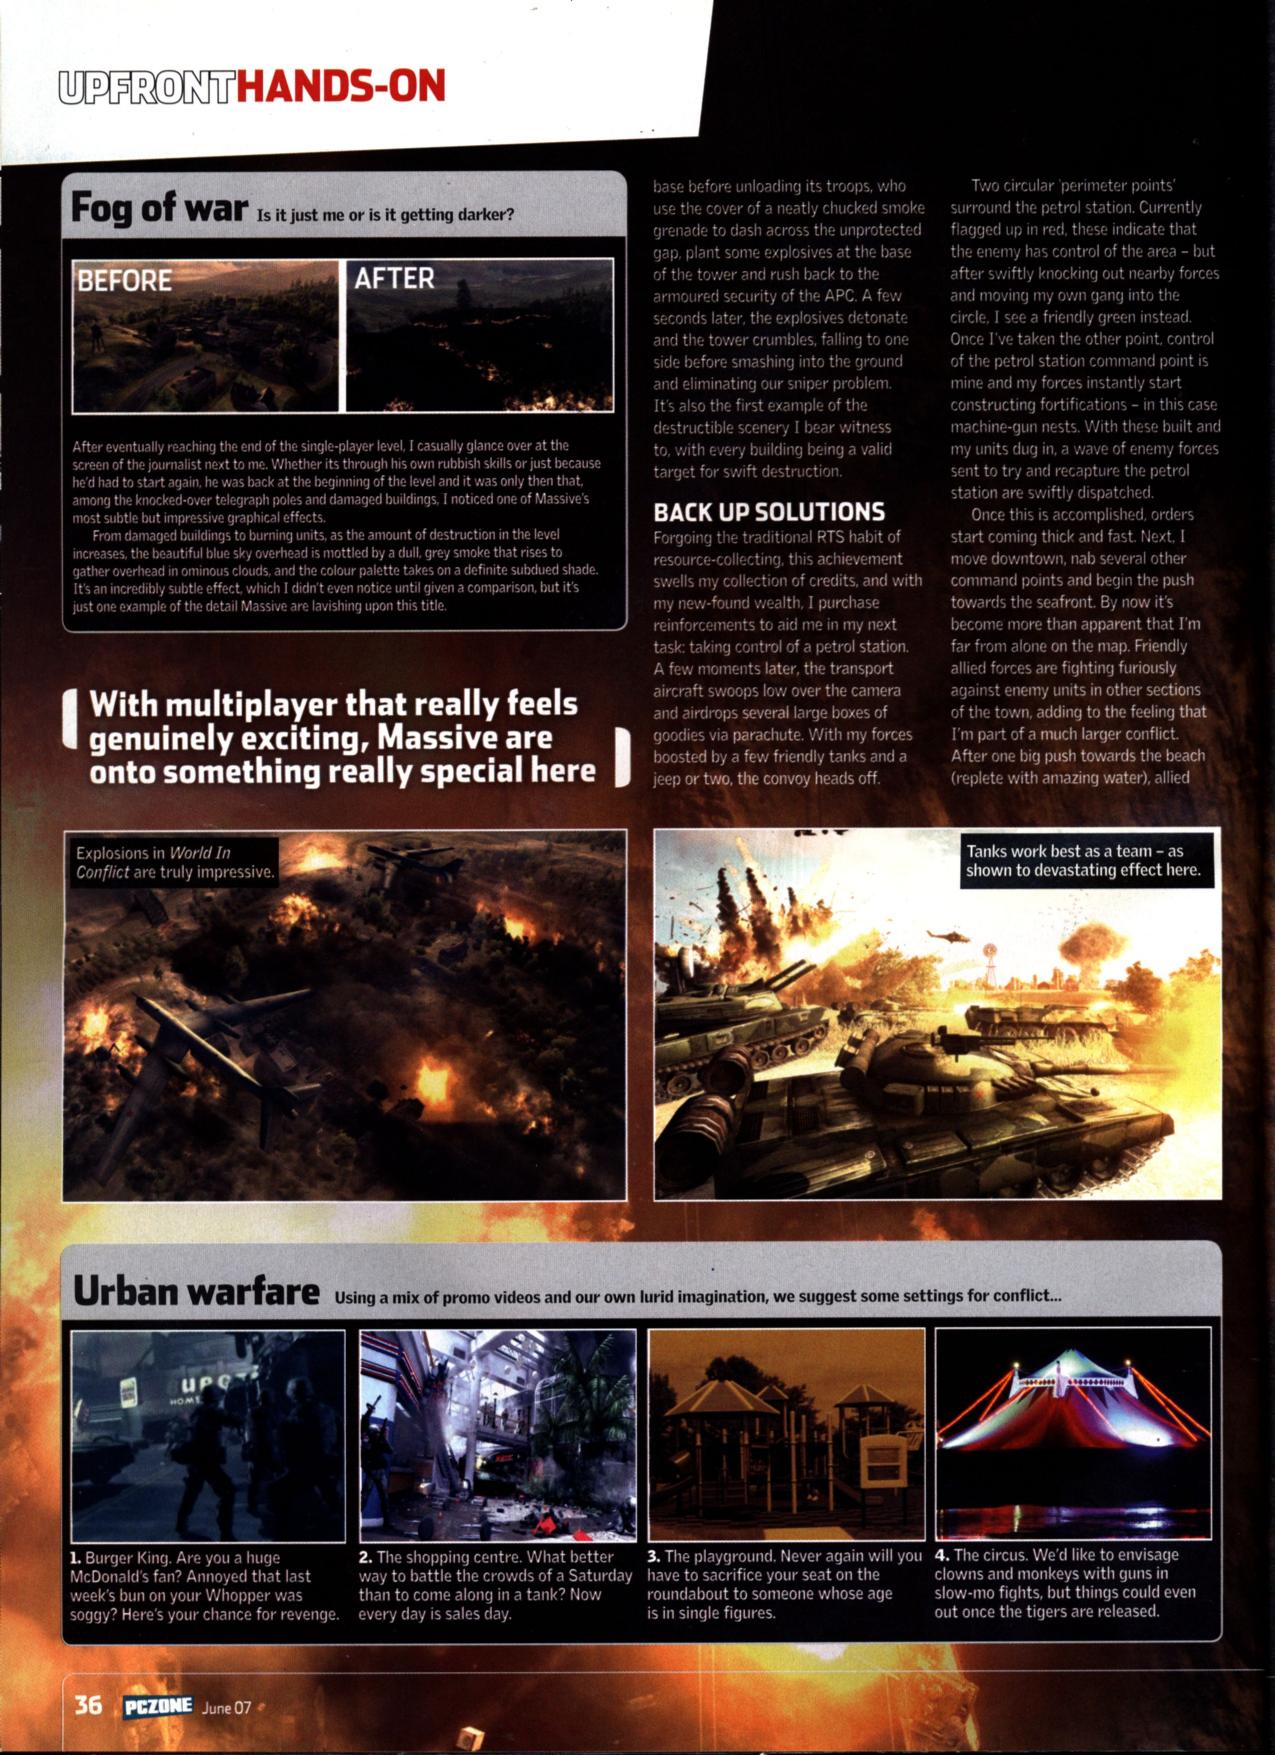 UPFRONTHANDS-ON
Fog of war Is it just me or is it getting darker?
BEFORE
AFTER
After eventually reaching the end of the single-player level, I casually glance over at the
screen of the journalist next to me. Whether its through his own rubbish skills or just because
he'd had to start again, he was back at the beginning of the level and it was only then that,
among the knocked-over telegraph poles and damaged buildings, I noticed one of Massive's
most subtle but impressive graphical effects.
From damaged buildings to burning units, as the amount of destruction in the level
increases, the beautiful blue sky overhead is mottled by a dull, grey smoke that rises to
gather overhead in ominous clouds, and the colour palette takes on a definite subdued shade.
It's an incredibly subtle effect, which I didn't even notice until given a comparison, but it's
just one example of the detail Massive are lavishing upon this title.
With multiplayer that really feels
genuinely exciting, Massive are
onto something really special here
base before unloading its troops, who
use the cover of a neatly chucked smoke
grenade to dash across the unprotected
gap, plant some explosives at the base
of the tower and rush back to the
armoured security of the APC. A few
seconds later, the explosives detonate
and the tower crumbles, falling to one
side before smashing into the ground
and eliminating our sniper problem.
It's also the first example of the
destructible scenery I bear witness
to, with every building being a valid
target for swift destruction.
BACK UP SOLUTIONS
Forgoing the traditional RTS habit of
resource-collecting, this achievement
swells my collection of credits, and with
my new-found wealth, I purchase
reinforcements to aid me in my next
task: taking control of a petrol station.
A few moments later, the transport
aircraft swoops low over the camera
and airdrops several large boxes of
goodies via parachute. With my forces
boosted by a few friendly tanks and a
jeep or two, the convoy heads off.
Two circular 'perimeter points'
surround the petrol station. Currently
flagged up in red, these indicate that
the enemy has control of the area – but
after swiftly knocking out nearby forces
and moving my own gang into the
circle, I see a friendly green instead.
Once I've taken the other point, control
of the petrol station command point is
mine and my forces instantly start
constructing fortifications – in this case
machine-gun nests. With these built and
my units dug in, a wave of enemy forces
sent to try and recapture the petrol
station are swiftly dispatched.
Once this is accomplished, orders
start coming thick and fast. Next, I
move downtown, nab several other
command points and begin the push
towards the seafront. By now it's
become more than apparent that I'm
far from alone on the map. Friendly
allied forces are fighting furiously
against enemy units in other sections
of the town, adding to the feeling that
I'm part of a much larger conflict.
After one big push towards the beach
(replete with amazing water), allied
Explosions in World In
Conflict are truly impressive.
Tanks work best as a team – as
shown to devastating effect here.
Urban warfare Using a mix of promo videos and our own lurid imagination, we suggest some settings for conflict...
1. Burger King. Are you a huge
McDonald's fan? Annoyed that last
week's bun on your Whopper was
soggy? Here's your chance for revenge.
2. The shopping centre. What better
way to battle the crowds of a Saturday
than to come along in a tank? Now
every day is sales day.
3. The playground. Never again will you
have to sacrifice your seat on the
roundabout to someone whose age
is in single figures.
4. The circus. We'd like to envisage
clowns and monkeys with guns in
slow-mo fights, but things could even
out once the tigers are released.
36 PCZONE June 07